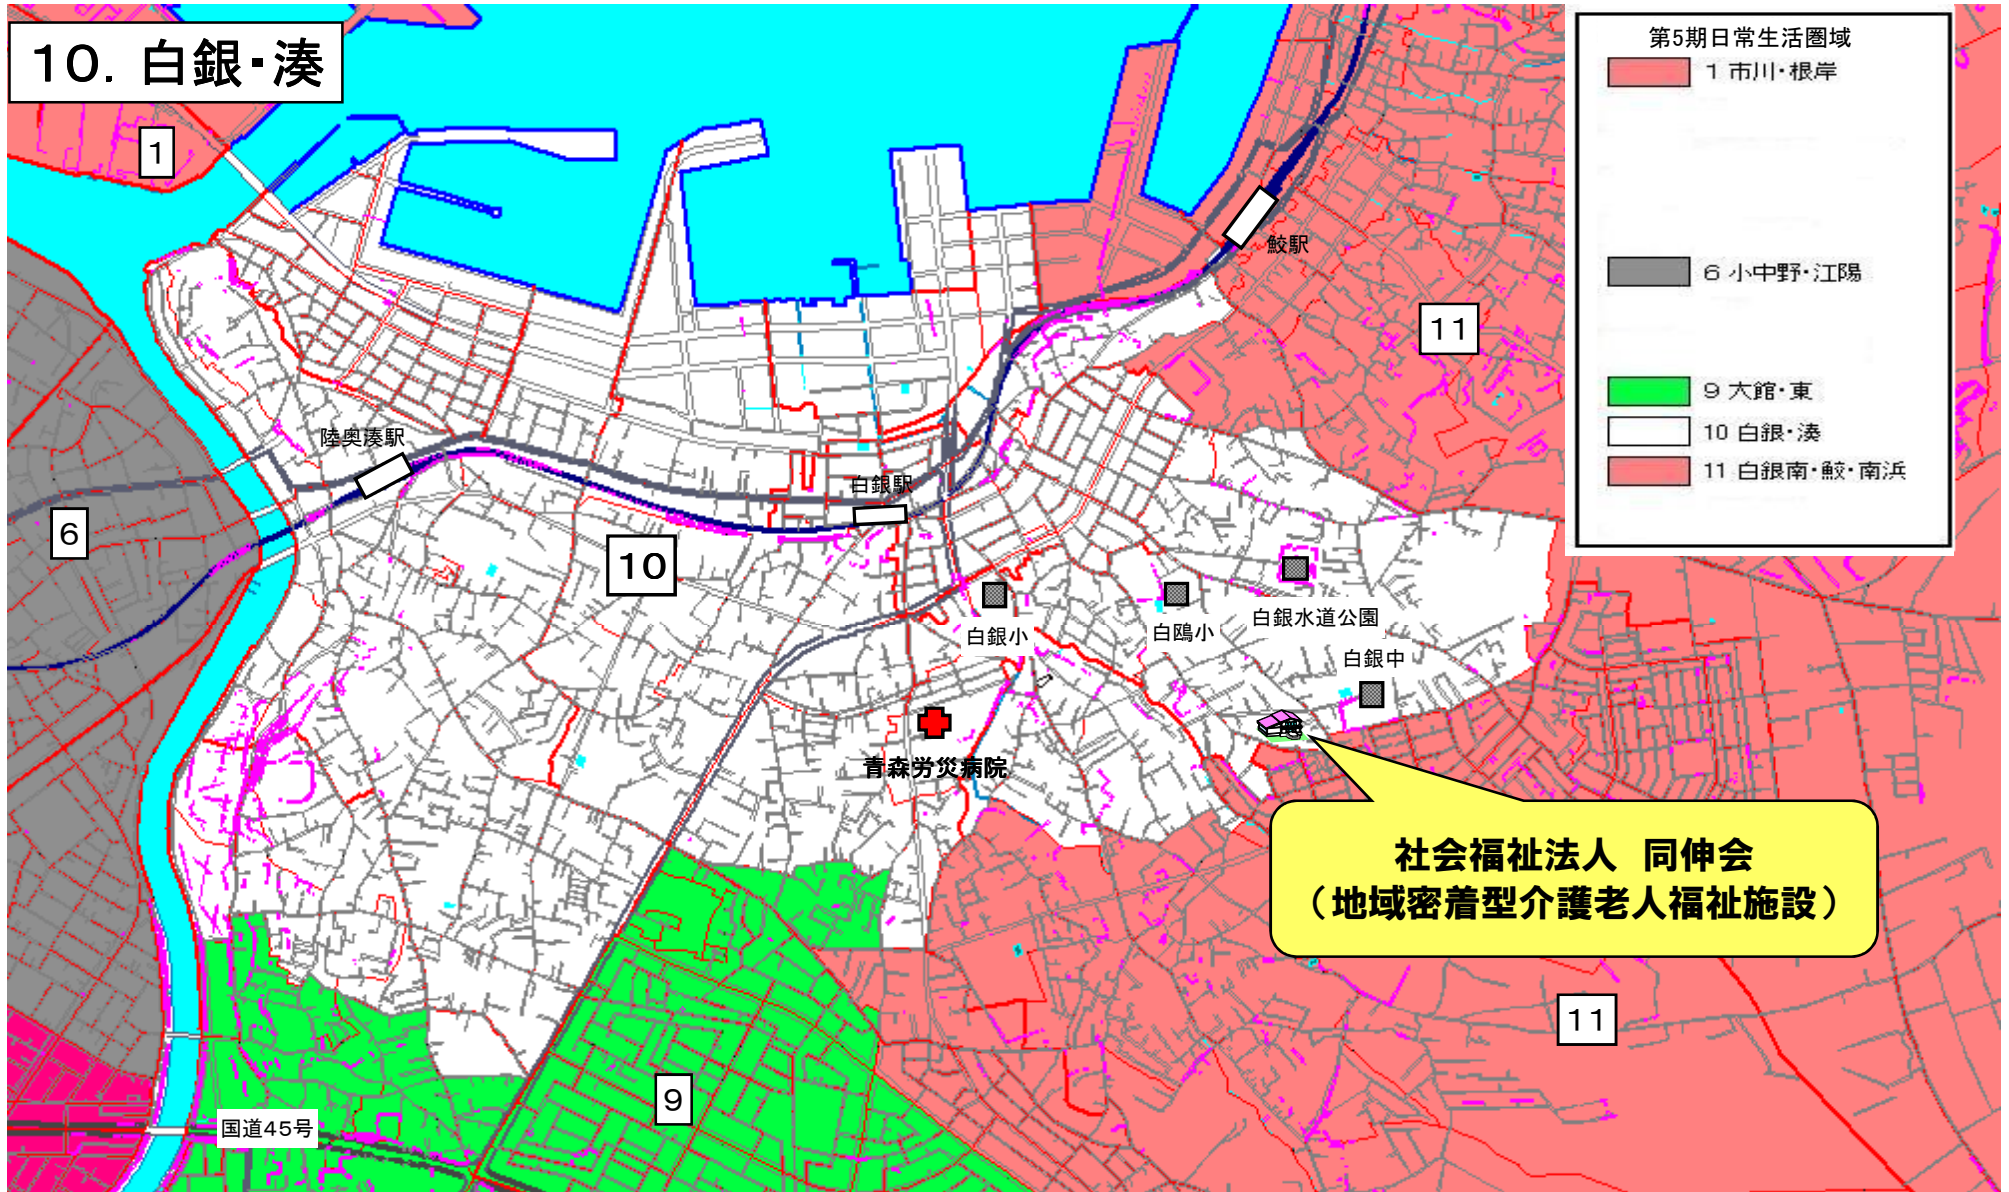 10. 白銀・湊
第5期日常生活圏域
1 市川・根岸
6 小中野・江陽
9 大館・東
10 白銀・湊
11 白銀南・鮫・南浜
1
鮫駅
11
陸奥湊駅
白銀駅
6
10
白銀小
白鴎小
白銀水道公園
白銀中
青森労災病院
社会福祉法人 同伸会
（地域密着型介護老人福祉施設）
11
9
国道45号